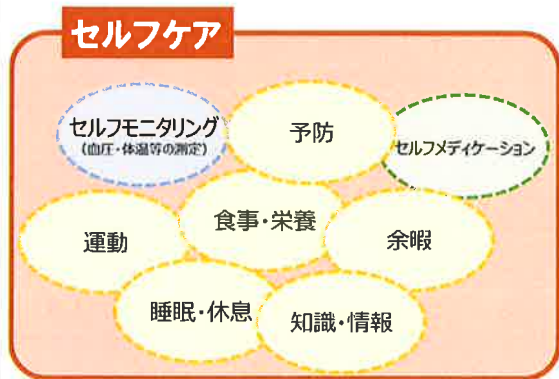 セルフケア
セルフモニタリング
(血圧・体温等の測定)
予防
セルフメディケーション
運動
食事・栄養
余暇
睡眠・休息
知識・情報